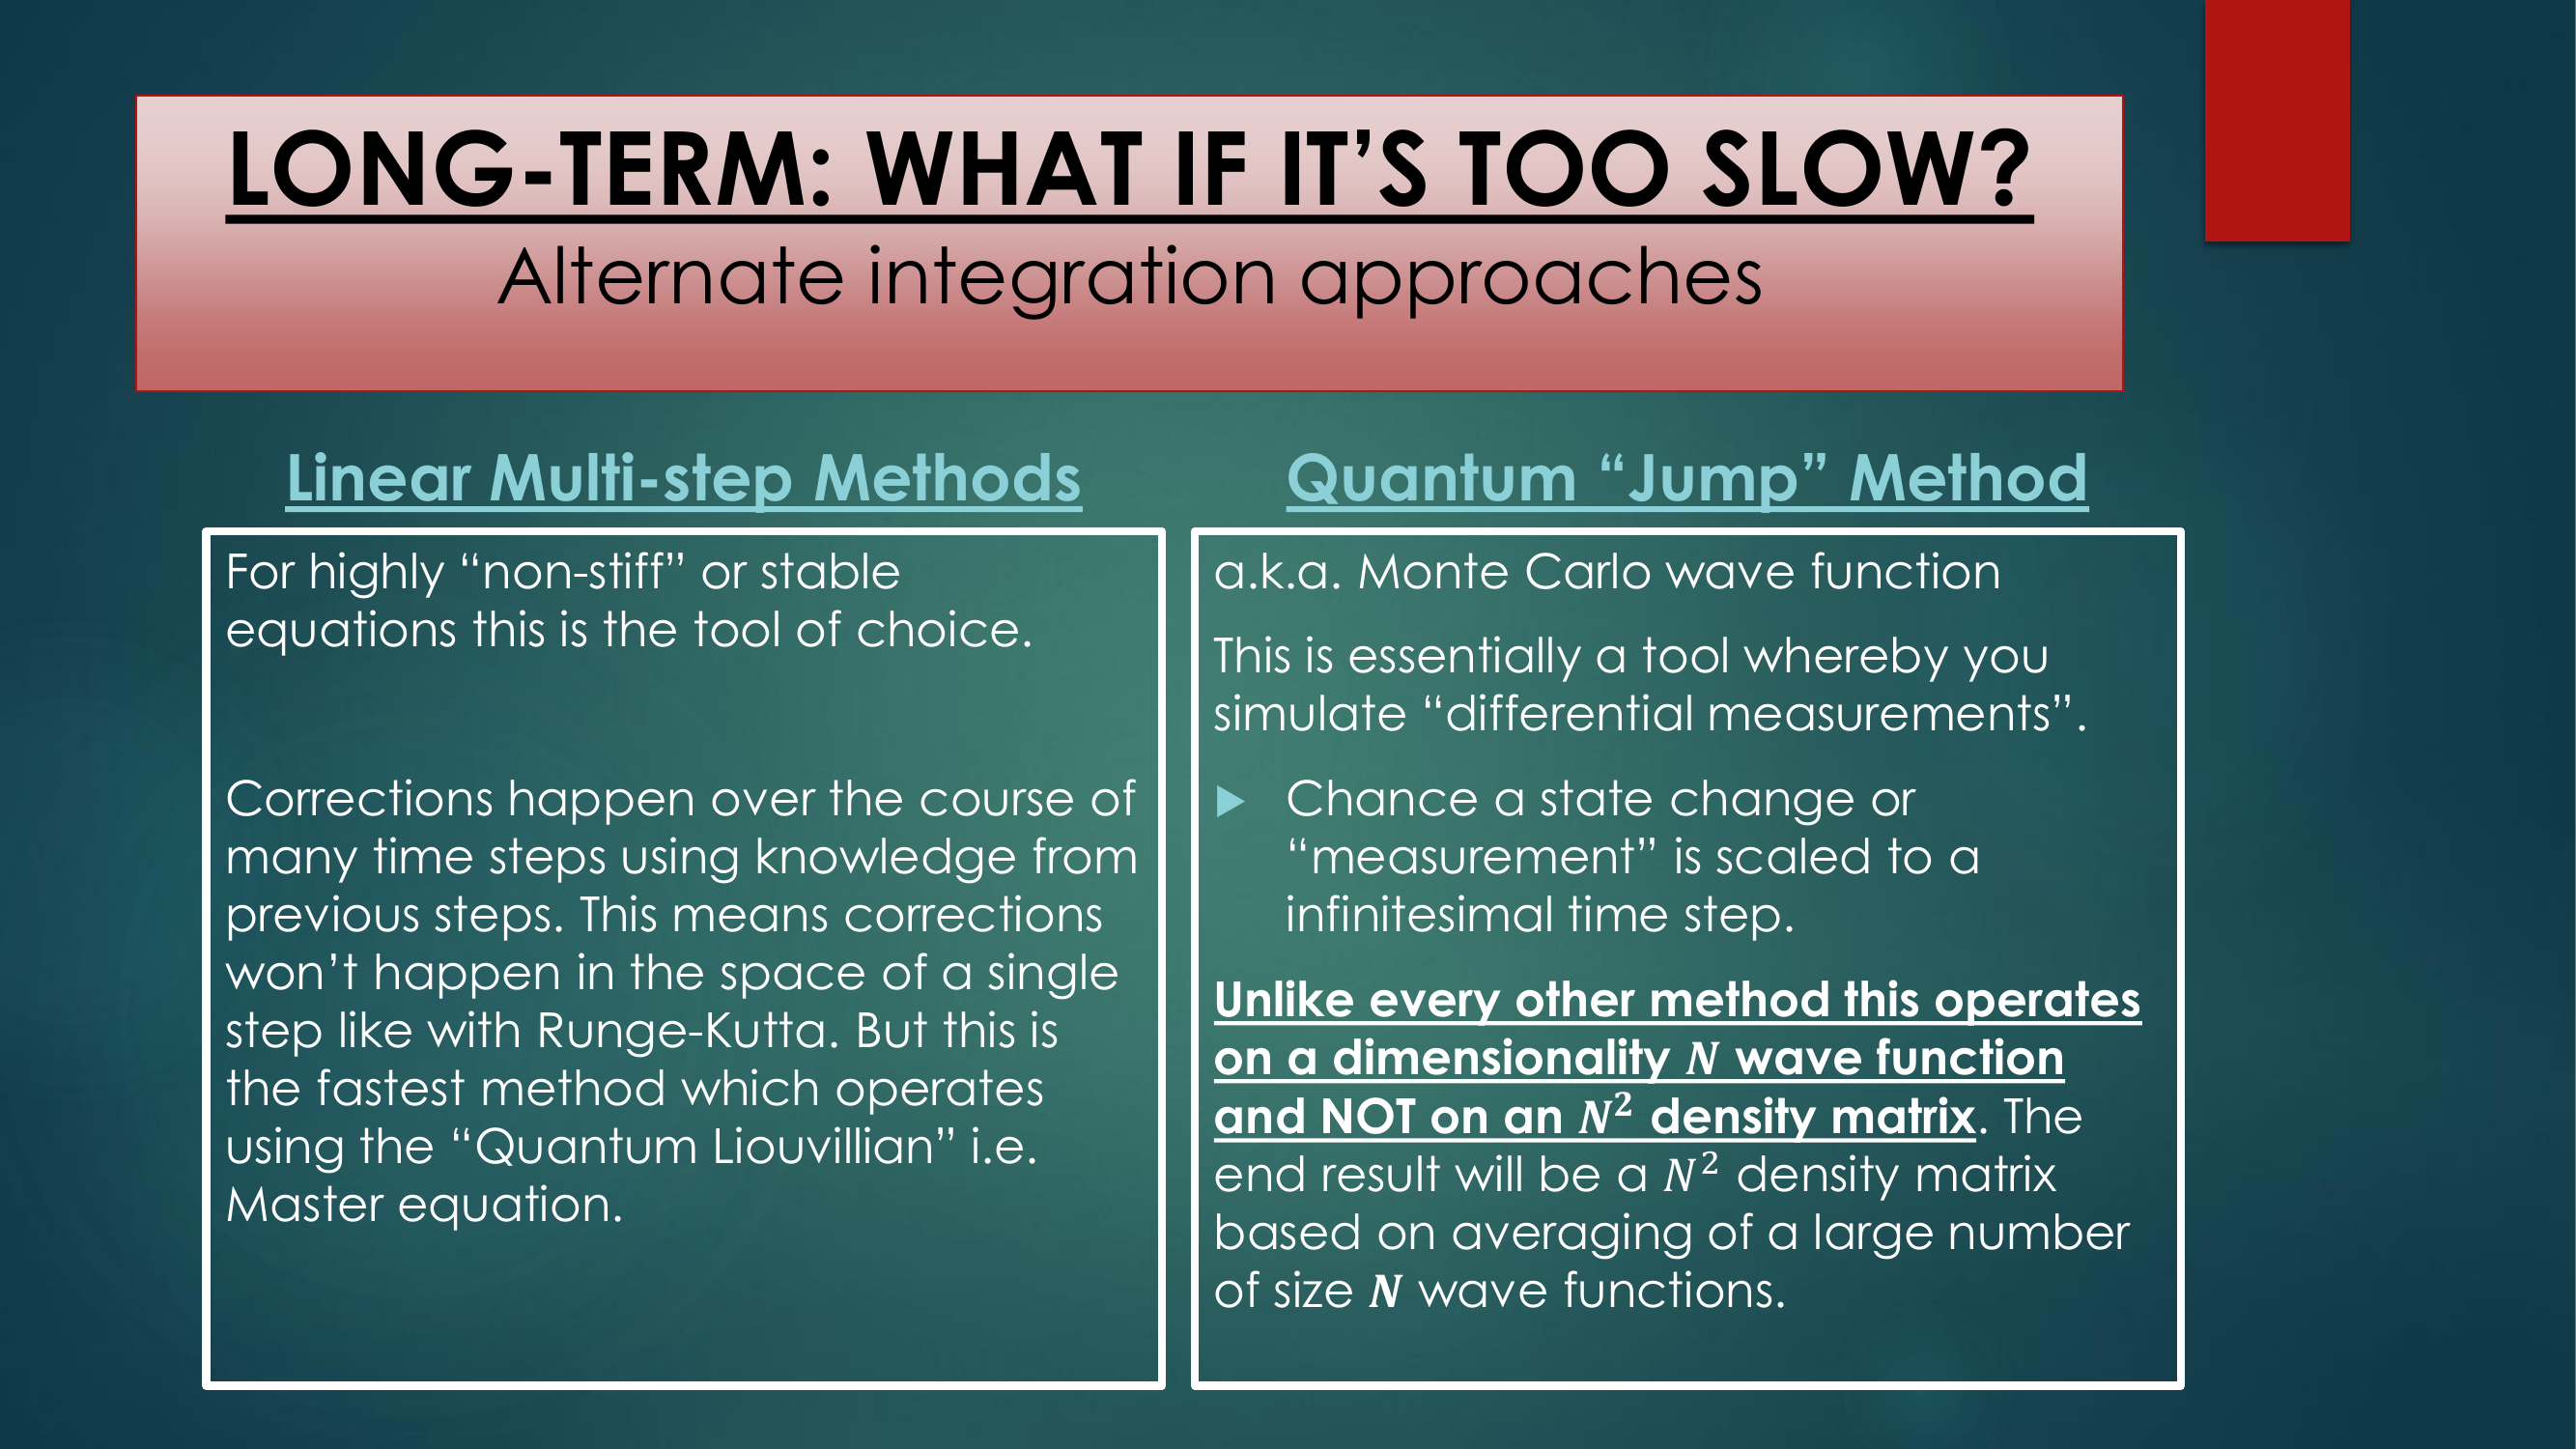 LONG-TERM: WHAT IF IT’S TOO SLOW?
Alternate integration approaches
Linear Multi-step Methods
For highly “non-stiff” or stable
equations this is the tool of choice.
Corrections happen over the course of
many time steps using knowledge from
previous steps. This means corrections
won’t happen in the space of a single
step like with Runge-Kutta. But this is
the fastest method which operates
using the “Quantum Liouvillian” i.e.
Master equation.
Quantum “Jump” Method
a.k.a. Monte Carlo wave function
This is essentially a tool whereby you
simulate “differential measurements”.
Chance a state change or
“measurement” is scaled to a
infinitesimal time step.
Unlike every other method this operates
on a dimensionality N wave function
and NOT on an N² density matrix. The
end result will be a N² density matrix
based on averaging of a large number
of size N wave functions.